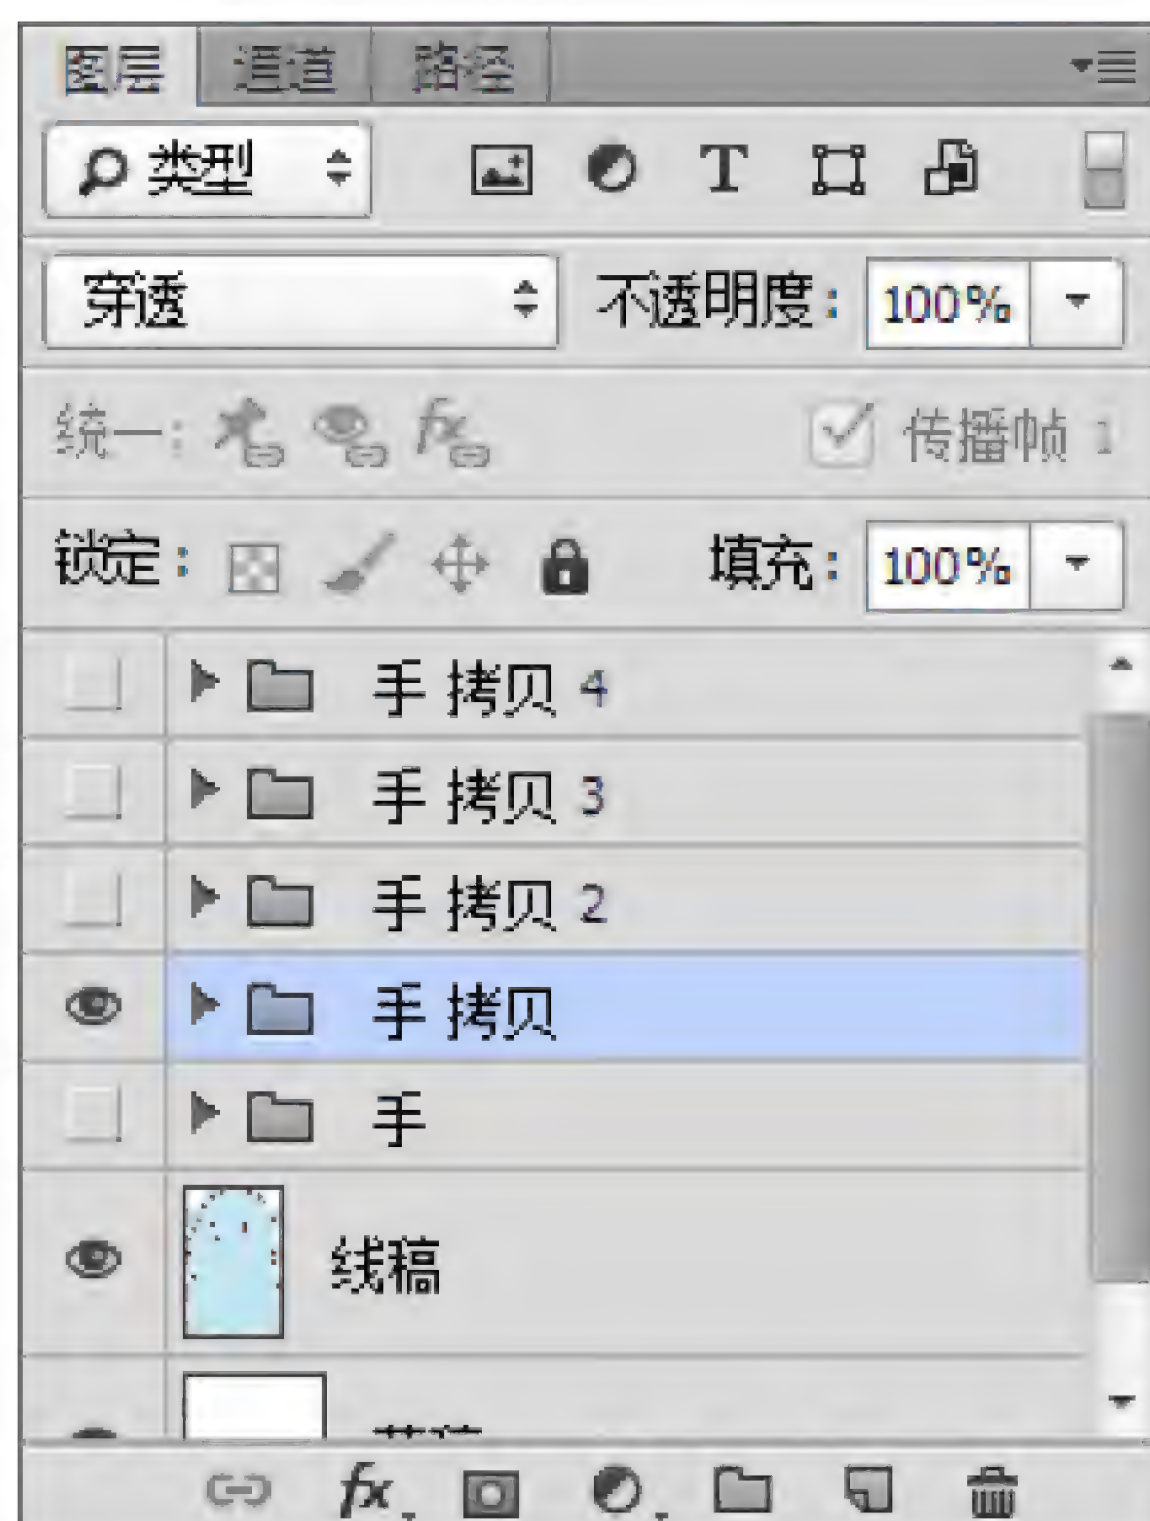 图层 通道 路径
类型 T
穿透 不透明度: 100%
统一: fx 传播帧 1
锁定: 填充: 100%
手 拷贝 4
手 拷贝 3
手 拷贝 2
手 拷贝
手
线稿
fx